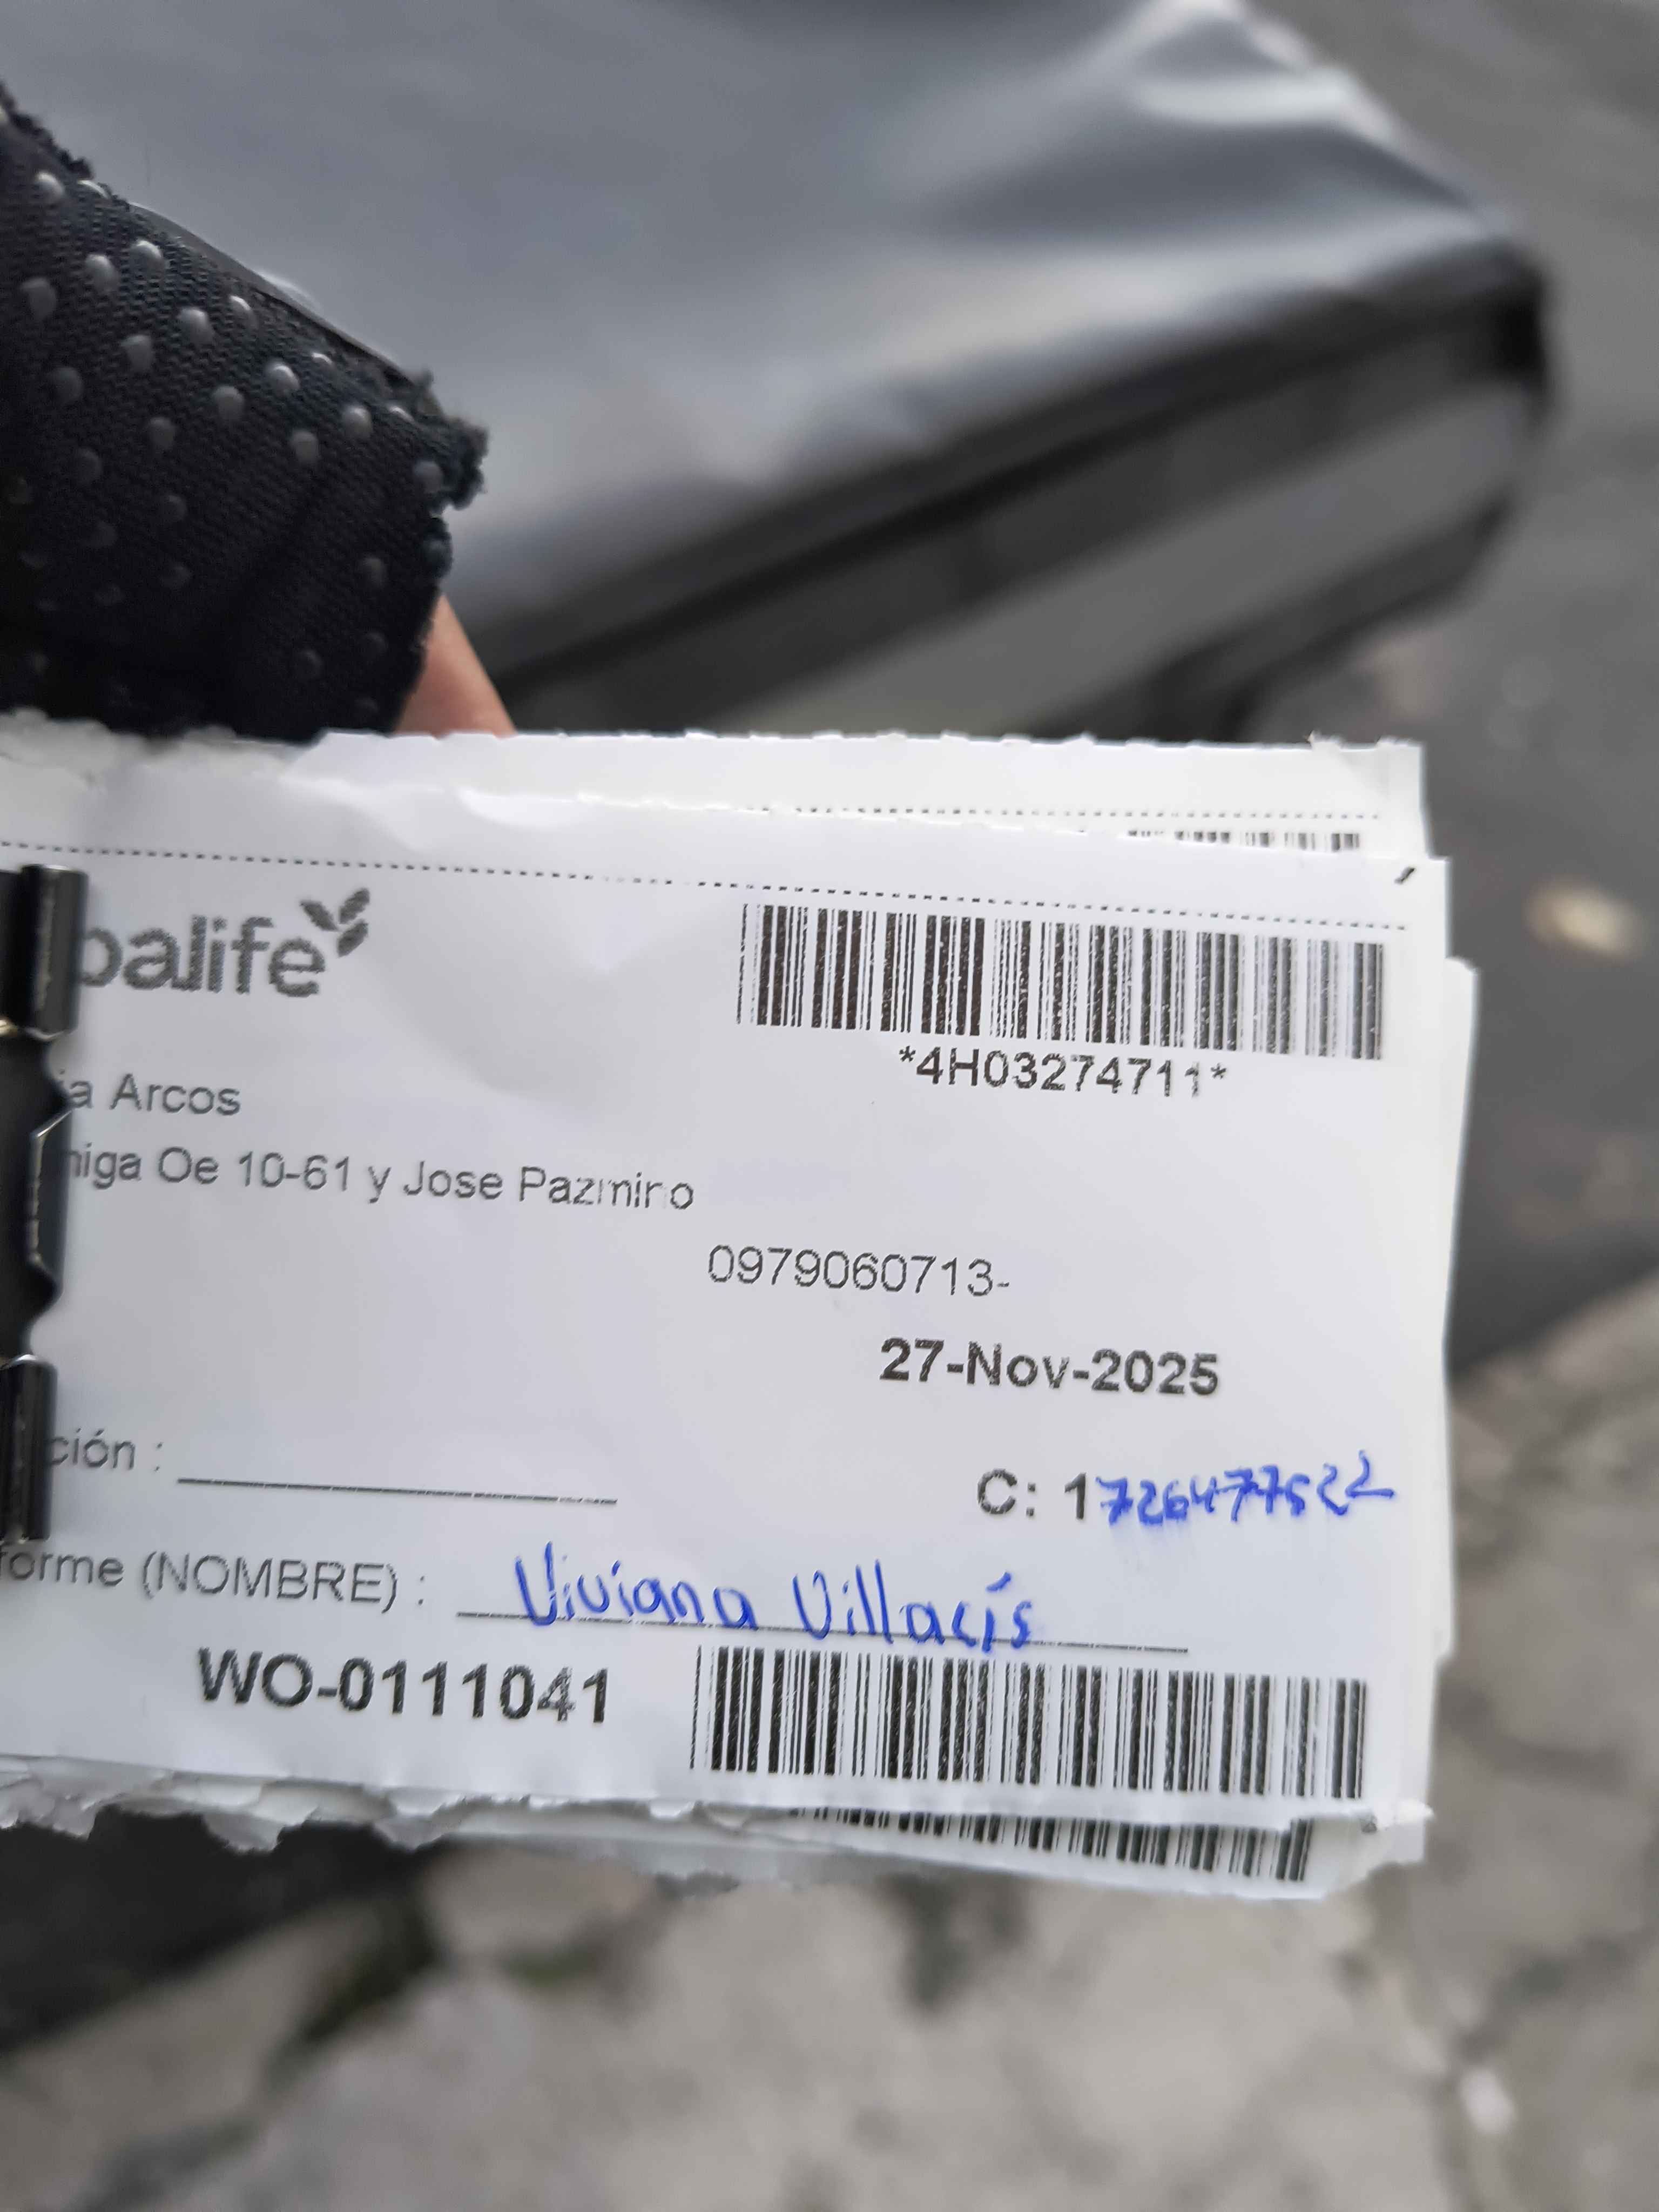 balife
*4H03274711*
a Arcos
niga Oe 10-61 y Jose Pazmino
0979060713-
27-Nov-2025
ción :
C: 1726477522
forme (NOMBRE) : Viviana Villacís
WO-0111041